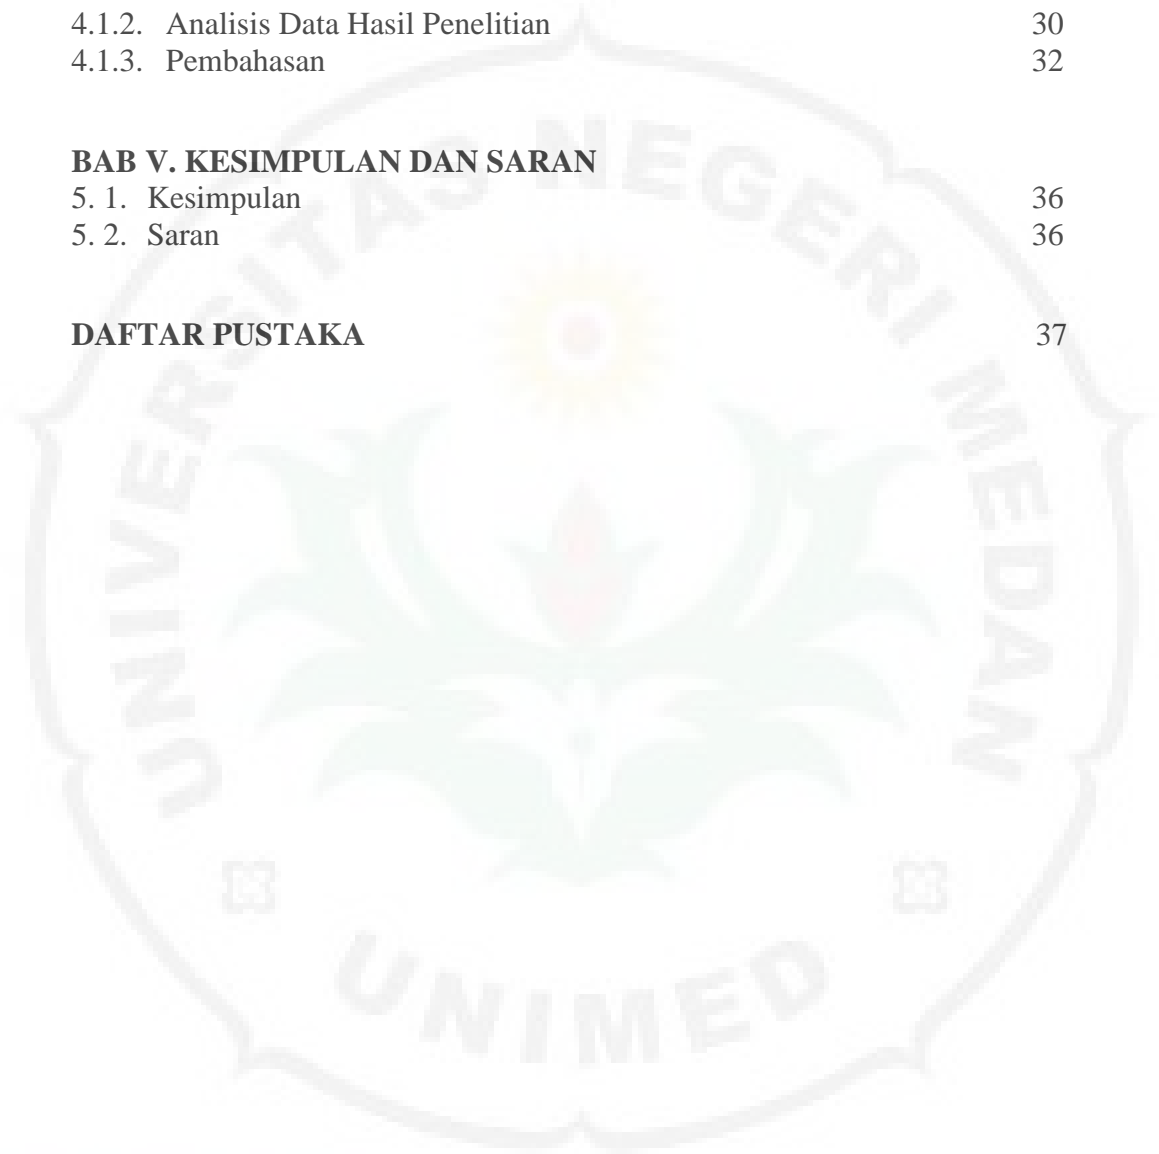 4.1.2. Analisis Data Hasil Penelitian 30
4.1.3. Pembahasan 32
BAB V. KESIMPULAN DAN SARAN
5. 1. Kesimpulan 36
5. 2. Saran 36
DAFTAR PUSTAKA 37
UNIVERSITAS NEGERI MEDAN
UNIMED